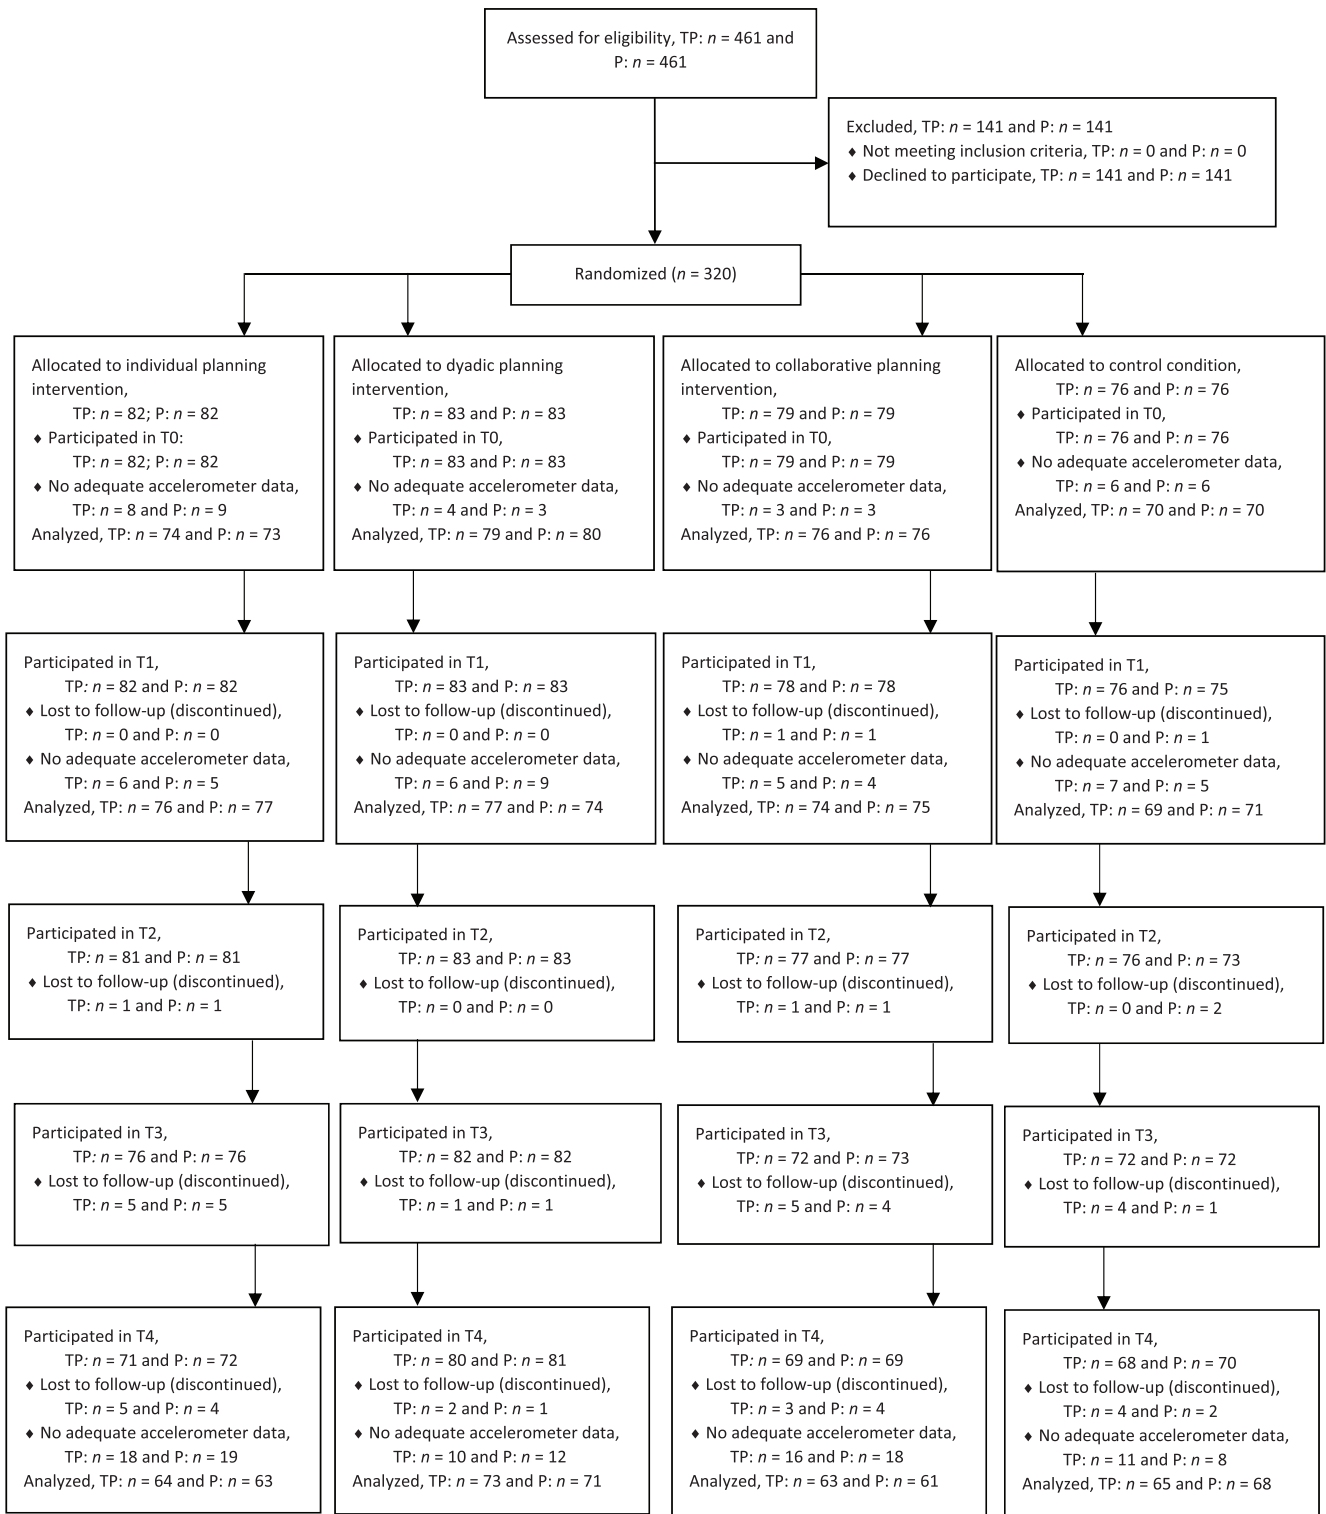 Assessed for eligibility, TP: n = 461 and
P: n = 461
Excluded, TP: n = 141 and P: n = 141
♦ Not meeting inclusion criteria, TP: n = 0 and P: n = 0
♦ Declined to participate, TP: n = 141 and P: n = 141
Randomized (n = 320)
Allocated to individual planning
intervention,
TP: n = 82; P: n = 82
♦ Participated in T0:
TP: n = 82; P: n = 82
♦ No adequate accelerometer data,
TP: n = 8 and P: n = 9
Analyzed, TP: n = 74 and P: n = 73
Allocated to dyadic planning
intervention,
TP: n = 83 and P: n = 83
♦ Participated in T0,
TP: n = 83 and P: n = 83
♦ No adequate accelerometer data,
TP: n = 4 and P: n = 3
Analyzed, TP: n = 79 and P: n = 80
Allocated to collaborative planning
intervention,
TP: n = 79 and P: n = 79
♦ Participated in T0,
TP: n = 79 and P: n = 79
♦ No adequate accelerometer data,
TP: n = 3 and P: n = 3
Analyzed, TP: n = 76 and P: n = 76
Allocated to control condition,
TP: n = 76 and P: n = 76
♦ Participated in T0,
TP: n = 76 and P: n = 76
♦ No adequate accelerometer data,
TP: n = 6 and P: n = 6
Analyzed, TP: n = 70 and P: n = 70
Participated in T1,
TP: n = 82 and P: n = 82
♦ Lost to follow-up (discontinued),
TP: n = 0 and P: n = 0
♦ No adequate accelerometer data,
TP: n = 6 and P: n = 5
Analyzed, TP: n = 76 and P: n = 77
Participated in T1,
TP: n = 83 and P: n = 83
♦ Lost to follow-up (discontinued),
TP: n = 0 and P: n = 0
♦ No adequate accelerometer data,
TP: n = 6 and P: n = 9
Analyzed, TP: n = 77 and P: n = 74
Participated in T1,
TP: n = 78 and P: n = 78
♦ Lost to follow-up (discontinued),
TP: n = 1 and P: n = 1
♦ No adequate accelerometer data,
TP: n = 5 and P: n = 4
Analyzed, TP: n = 74 and P: n = 75
Participated in T1,
TP: n = 76 and P: n = 75
♦ Lost to follow-up (discontinued),
TP: n = 0 and P: n = 1
♦ No adequate accelerometer data,
TP: n = 7 and P: n = 5
Analyzed, TP: n = 69 and P: n = 71
Participated in T2,
TP: n = 81 and P: n = 81
♦ Lost to follow-up (discontinued),
TP: n = 1 and P: n = 1
Participated in T2,
TP: n = 83 and P: n = 83
♦ Lost to follow-up (discontinued),
TP: n = 0 and P: n = 0
Participated in T2,
TP: n = 77 and P: n = 77
♦ Lost to follow-up (discontinued),
TP: n = 1 and P: n = 1
Participated in T2,
TP: n = 76 and P: n = 73
♦ Lost to follow-up (discontinued),
TP: n = 0 and P: n = 2
Participated in T3,
TP: n = 76 and P: n = 76
♦ Lost to follow-up (discontinued),
TP: n = 5 and P: n = 5
Participated in T3,
TP: n = 82 and P: n = 82
♦ Lost to follow-up (discontinued),
TP: n = 1 and P: n = 1
Participated in T3,
TP: n = 72 and P: n = 73
♦ Lost to follow-up (discontinued),
TP: n = 5 and P: n = 4
Participated in T3,
TP: n = 72 and P: n = 72
♦ Lost to follow-up (discontinued),
TP: n = 4 and P: n = 1
Participated in T4,
TP: n = 71 and P: n = 72
♦ Lost to follow-up (discontinued),
TP: n = 5 and P: n = 4
♦ No adequate accelerometer data,
TP: n = 18 and P: n = 19
Analyzed, TP: n = 64 and P: n = 63
Participated in T4,
TP: n = 80 and P: n = 81
♦ Lost to follow-up (discontinued),
TP: n = 2 and P: n = 1
♦ No adequate accelerometer data,
TP: n = 10 and P: n = 12
Analyzed, TP: n = 73 and P: n = 71
Participated in T4,
TP: n = 69 and P: n = 69
♦ Lost to follow-up (discontinued),
TP: n = 3 and P: n = 4
♦ No adequate accelerometer data,
TP: n = 16 and P: n = 18
Analyzed, TP: n = 63 and P: n = 61
Participated in T4,
TP: n = 68 and P: n = 70
♦ Lost to follow-up (discontinued),
TP: n = 4 and P: n = 2
♦ No adequate accelerometer data,
TP: n = 11 and P: n = 8
Analyzed, TP: n = 65 and P: n = 68